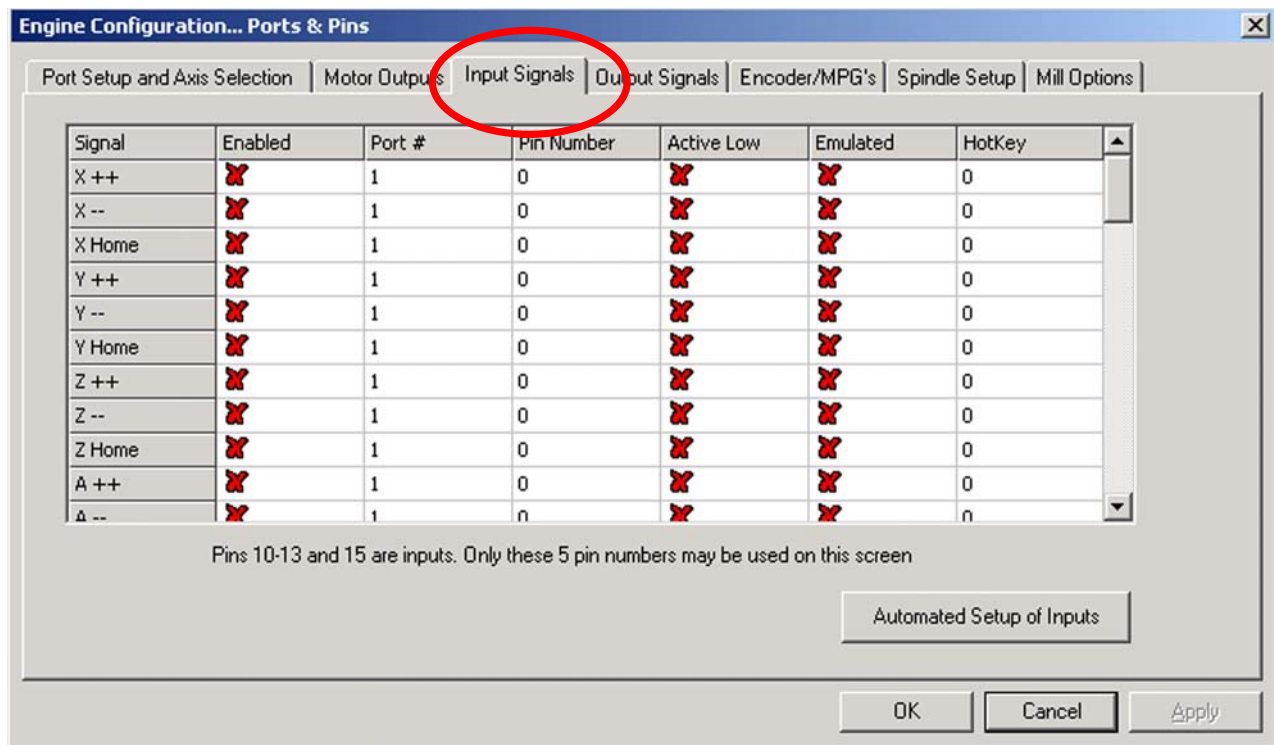 Engine Configuration... Ports & Pins
Port Setup and Axis Selection Motor Outputs Input Signals Output Signals Encoder/MPG's Spindle Setup Mill Options
Signal Enabled Port # Pin Number Active Low Emulated HotKey
X ++ 1 0 0
X -- 1 0 0
X Home 1 0 0
Y ++ 1 0 0
Y -- 1 0 0
Y Home 1 0 0
Z ++ 1 0 0
Z -- 1 0 0
Z Home 1 0 0
A ++ 1 0 0
A -- 1 0 0
Pins 10-13 and 15 are inputs. Only these 5 pin numbers may be used on this screen
Automated Setup of Inputs
OK Cancel Apply